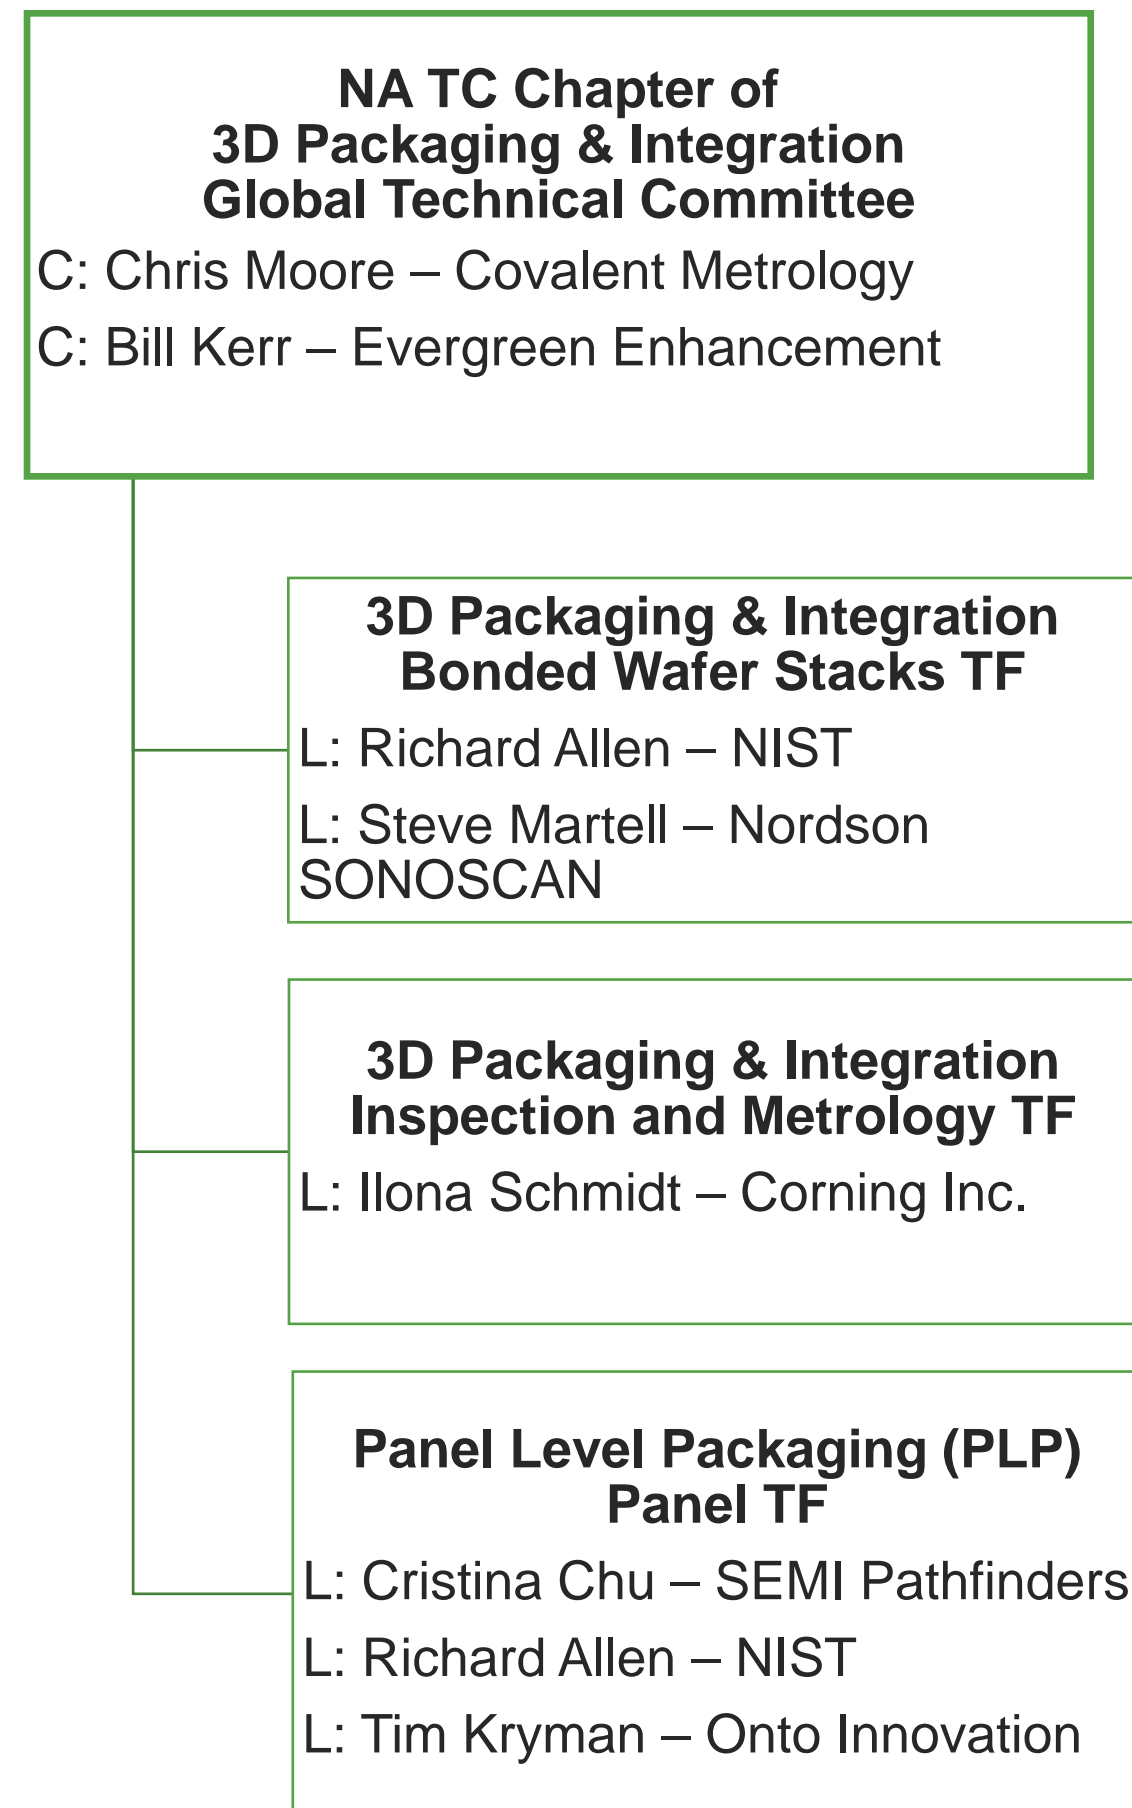 NA TC Chapter of
3D Packaging & Integration
Global Technical Committee
C: Chris Moore – Covalent Metrology
C: Bill Kerr – Evergreen Enhancement
3D Packaging & Integration
Bonded Wafer Stacks TF
L: Richard Allen – NIST
L: Steve Martell – Nordson
SONOSCAN
3D Packaging & Integration
Inspection and Metrology TF
L: Ilona Schmidt – Corning Inc.
Panel Level Packaging (PLP)
Panel TF
L: Cristina Chu – SEMI Pathfinders
L: Richard Allen – NIST
L: Tim Kryman – Onto Innovation